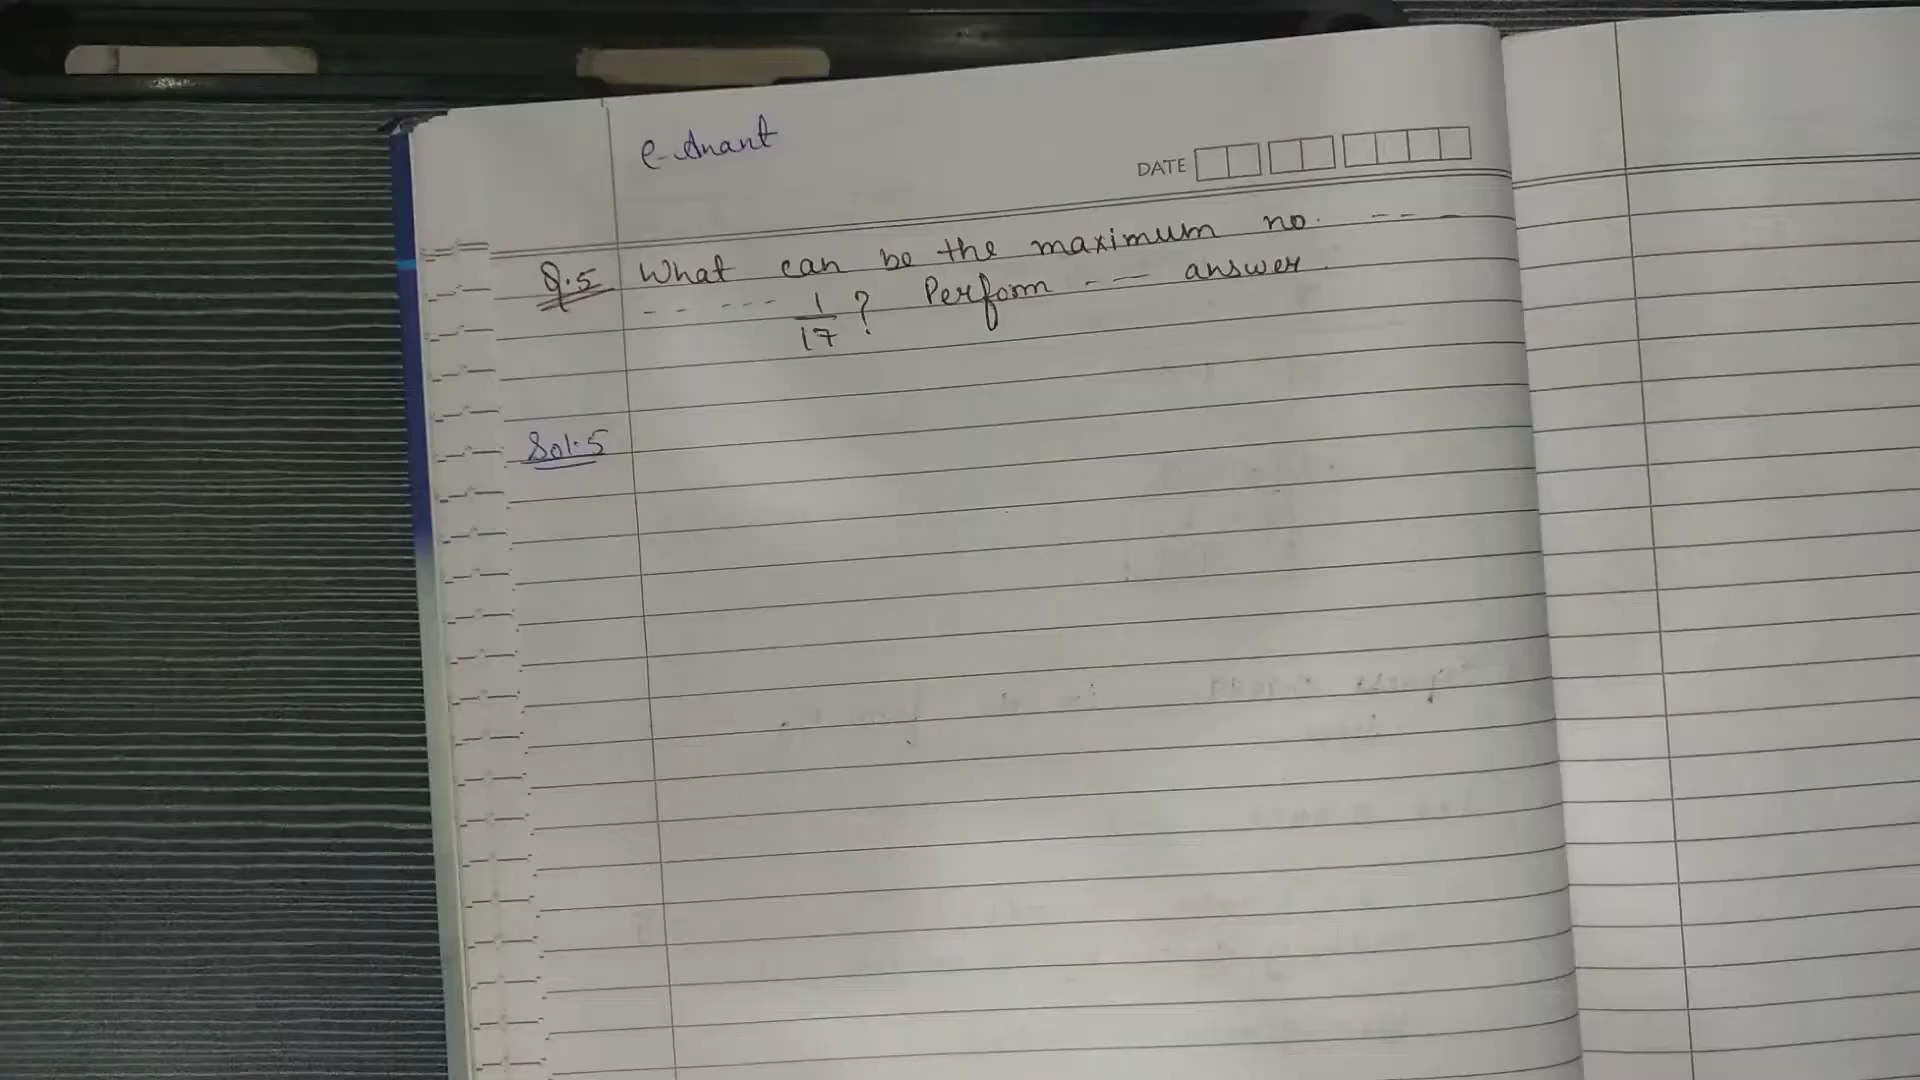 e-Anant
DATE
Q.5 What can be the maximum no. -- -
-- --- 1/17 ? Perform -- — answer.
Sol.5